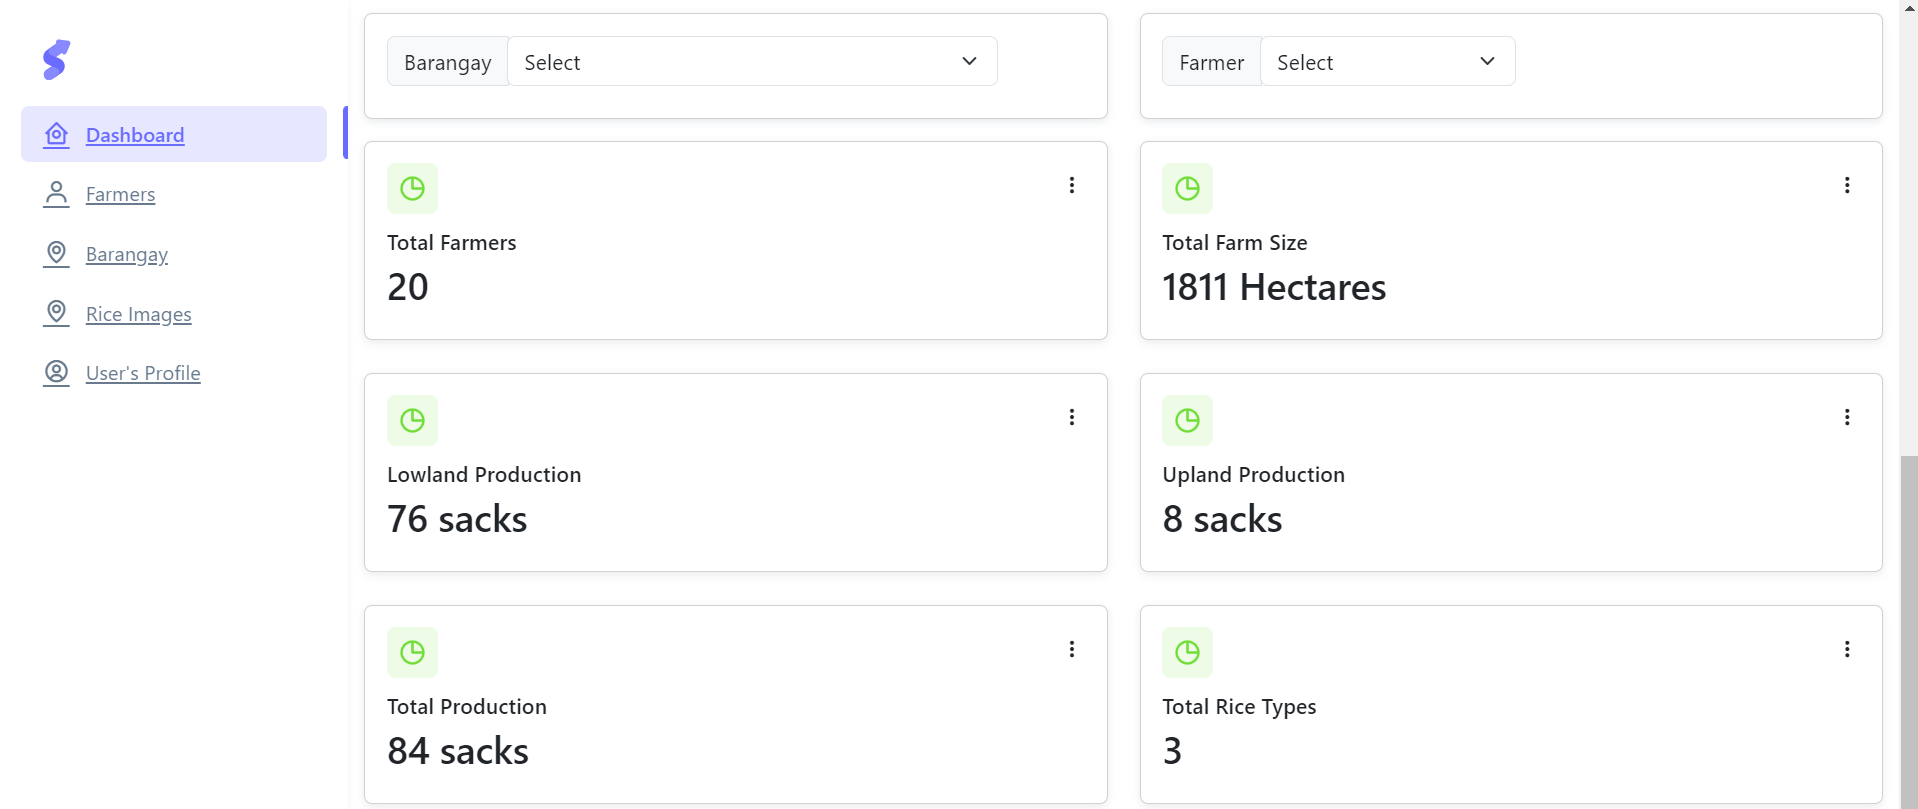 Barangay Select
Farmer Select
Dashboard
Farmers
Barangay
Rice Images
User's Profile
Total Farmers
20
Total Farm Size
1811 Hectares
Lowland Production
76 sacks
Upland Production
8 sacks
Total Production
84 sacks
Total Rice Types
3